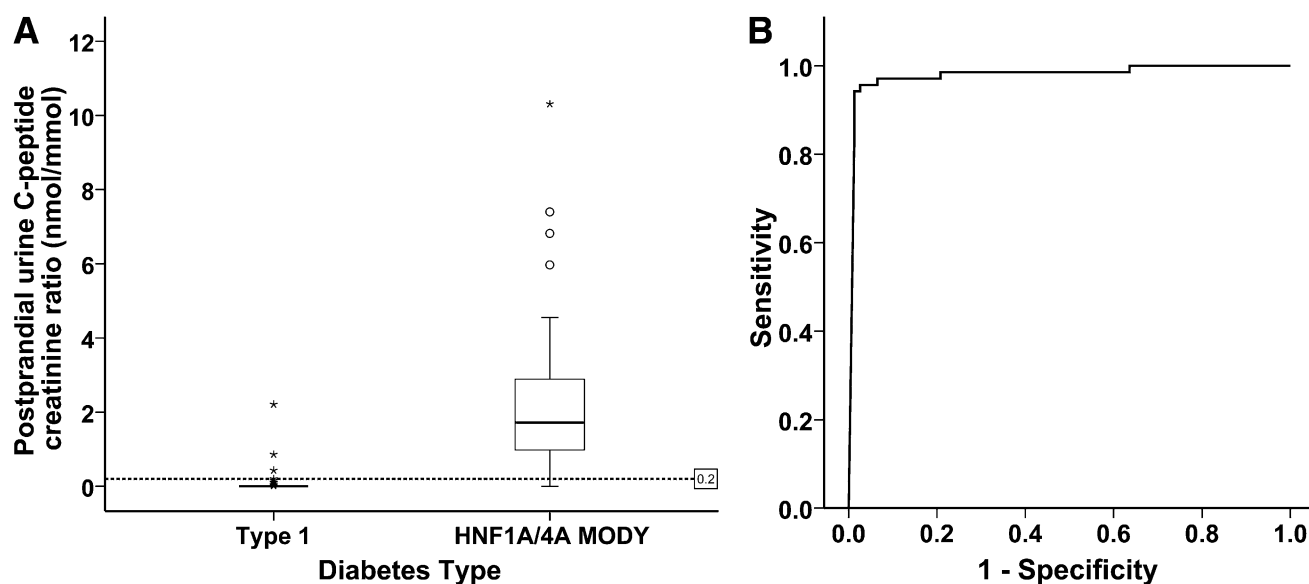 A
Postprandial urine C-peptide
creatinine ratio (nmol/mmol)
12
10
8
6
4
2
0
0.2
Type 1
HNF1A/4A MODY
Diabetes Type
B
Sensitivity
1.0
0.8
0.6
0.4
0.2
0.0
0.0
0.2
0.4
0.6
0.8
1.0
1 - Specificity